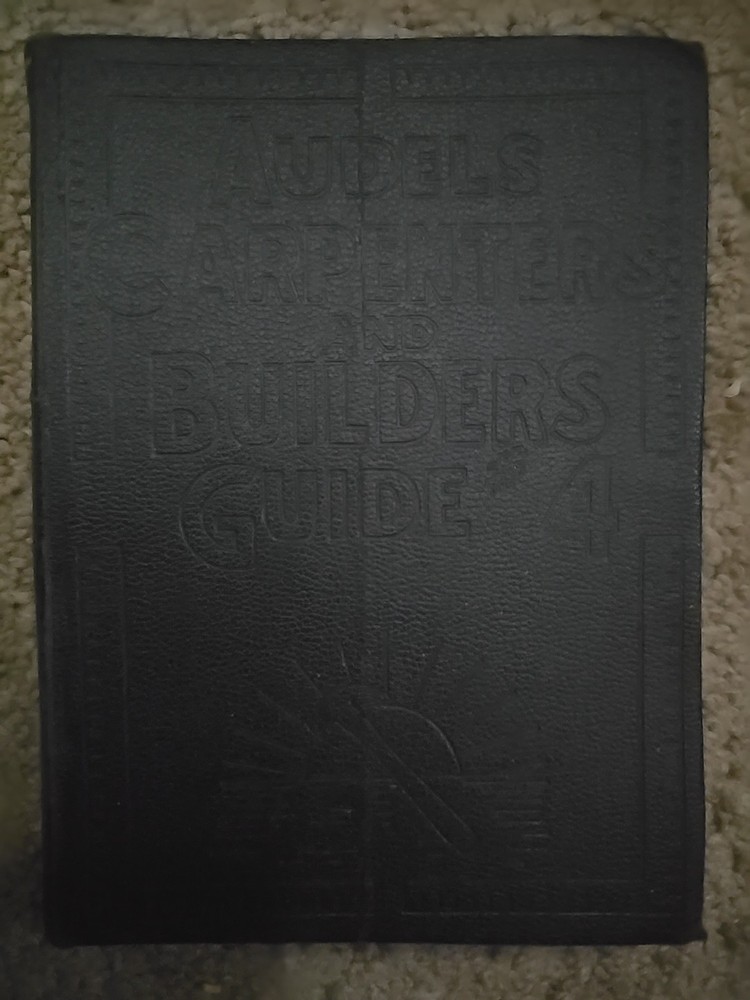 AUDELS
CARPENTERS
AND
BUILDERS
GUIDE #4